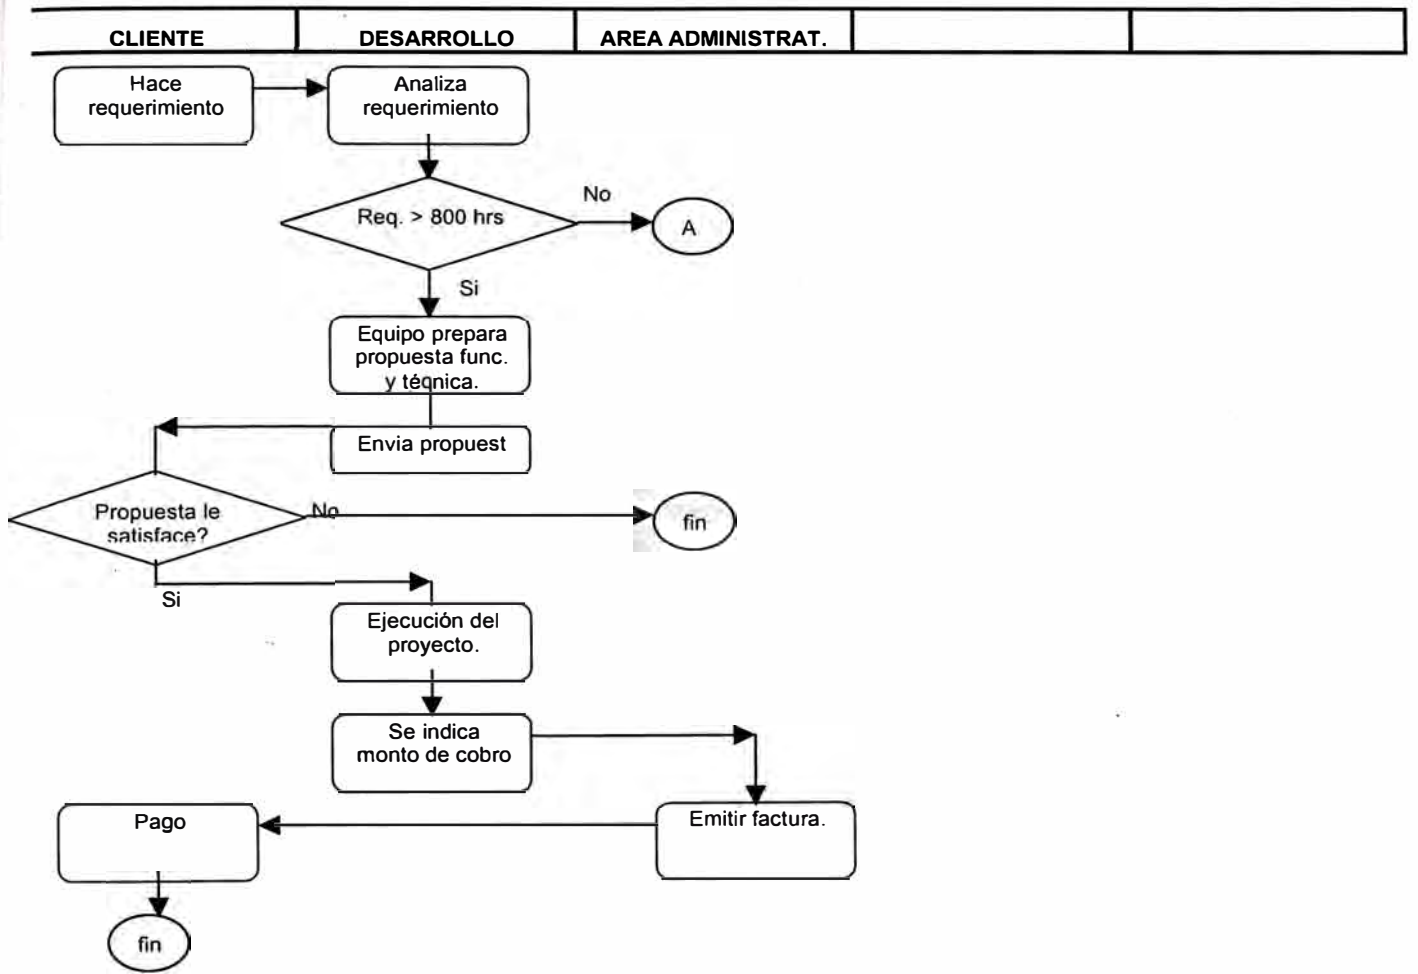 CLIENTE
DESARROLLO
AREA ADMINISTRAT.
Hace
requerimiento
Analiza
requerimiento
Req. > 800 hrs
No
A
Si
Equipo prepara
propuesta func.
y técnica.
Envia propuest
Propuesta le
satisface?
No
fin
Si
Ejecución del
proyecto.
Se indica
monto de cobro
Emitir factura.
Pago
fin